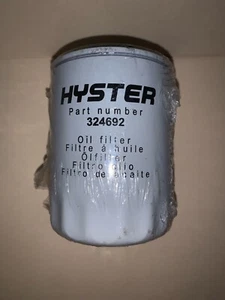 HYSTER
Part number
324692
Oil filter
Filtre à huile
Ölfilter
Filtro olio
Filtro de aceite